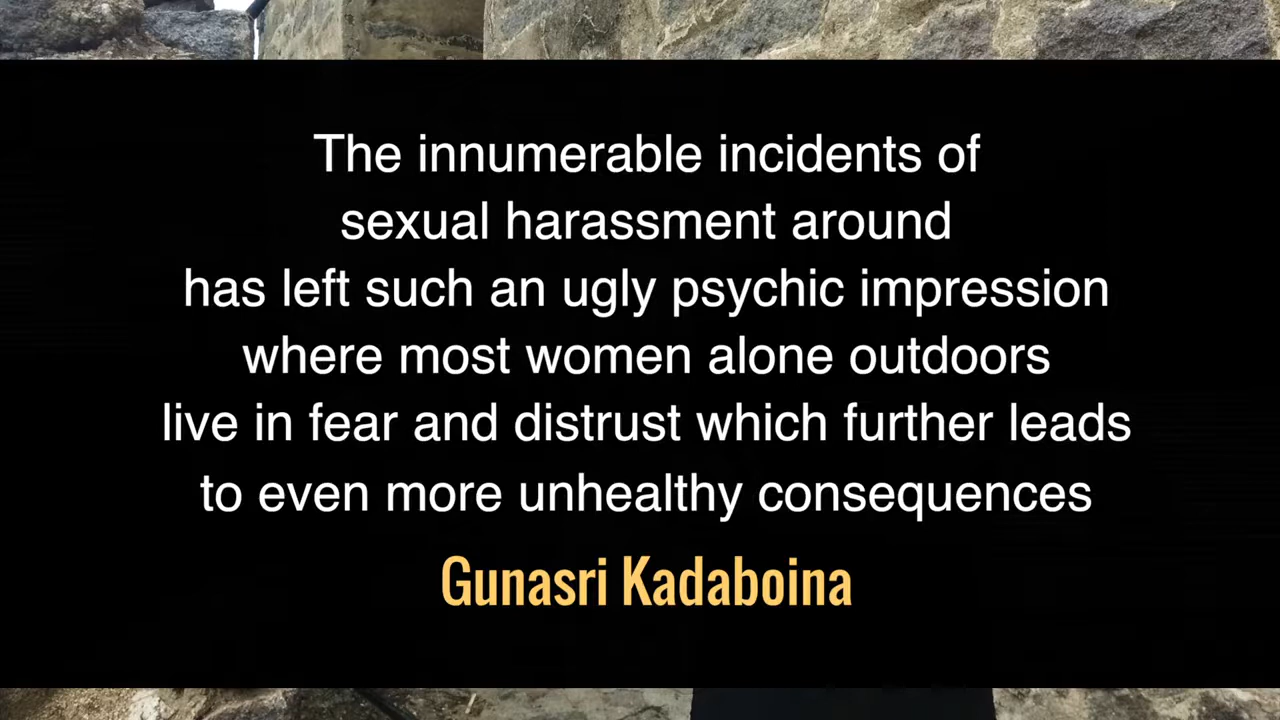 The innumerable incidents of
sexual harassment around
has left such an ugly psychic impression
where most women alone outdoors
live in fear and distrust which further leads
to even more unhealthy consequences
Gunasri Kadaboina